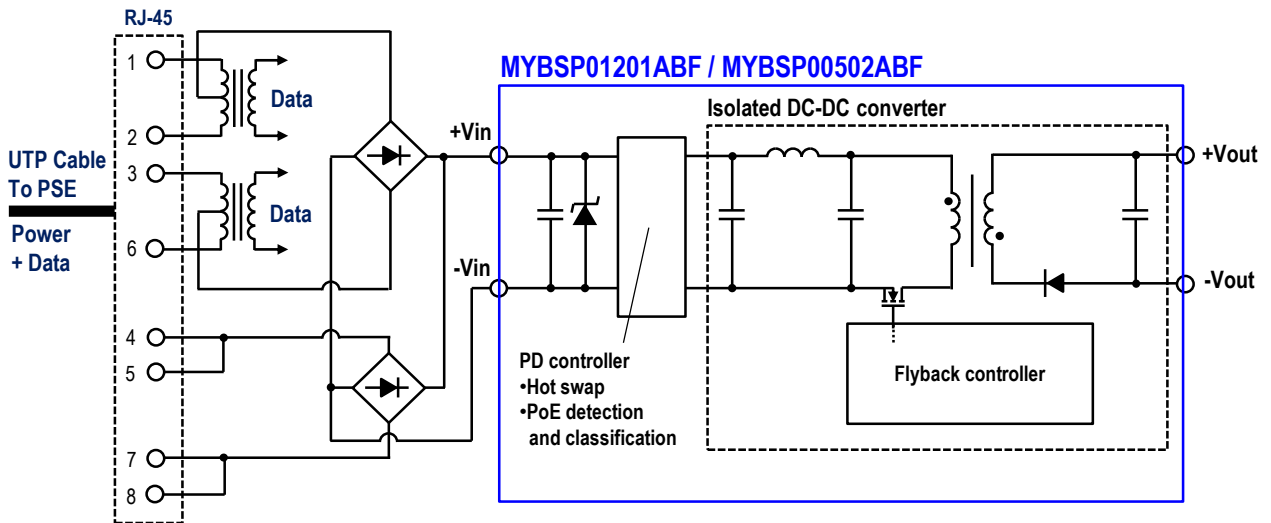 RJ-45
1
2
3
6
4
5
7
8
Data
Data
UTP Cable
To PSE
Power
+ Data
+Vin
-Vin
MYBSP01201ABF / MYBSP00502ABF
Isolated DC-DC converter
PD controller
•Hot swap
•PoE detection
and classification
Flyback controller
+Vout
-Vout